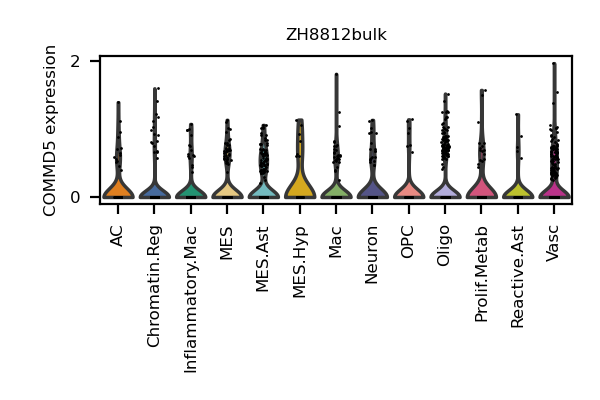 ZH8812bulk
COMMD5 expression
2
0
AC
Chromatin.Reg
Inflammatory.Mac
MES
MES.Ast
MES.Hyp
Mac
Neuron
OPC
Oligo
Prolif.Metab
Reactive.Ast
Vasc